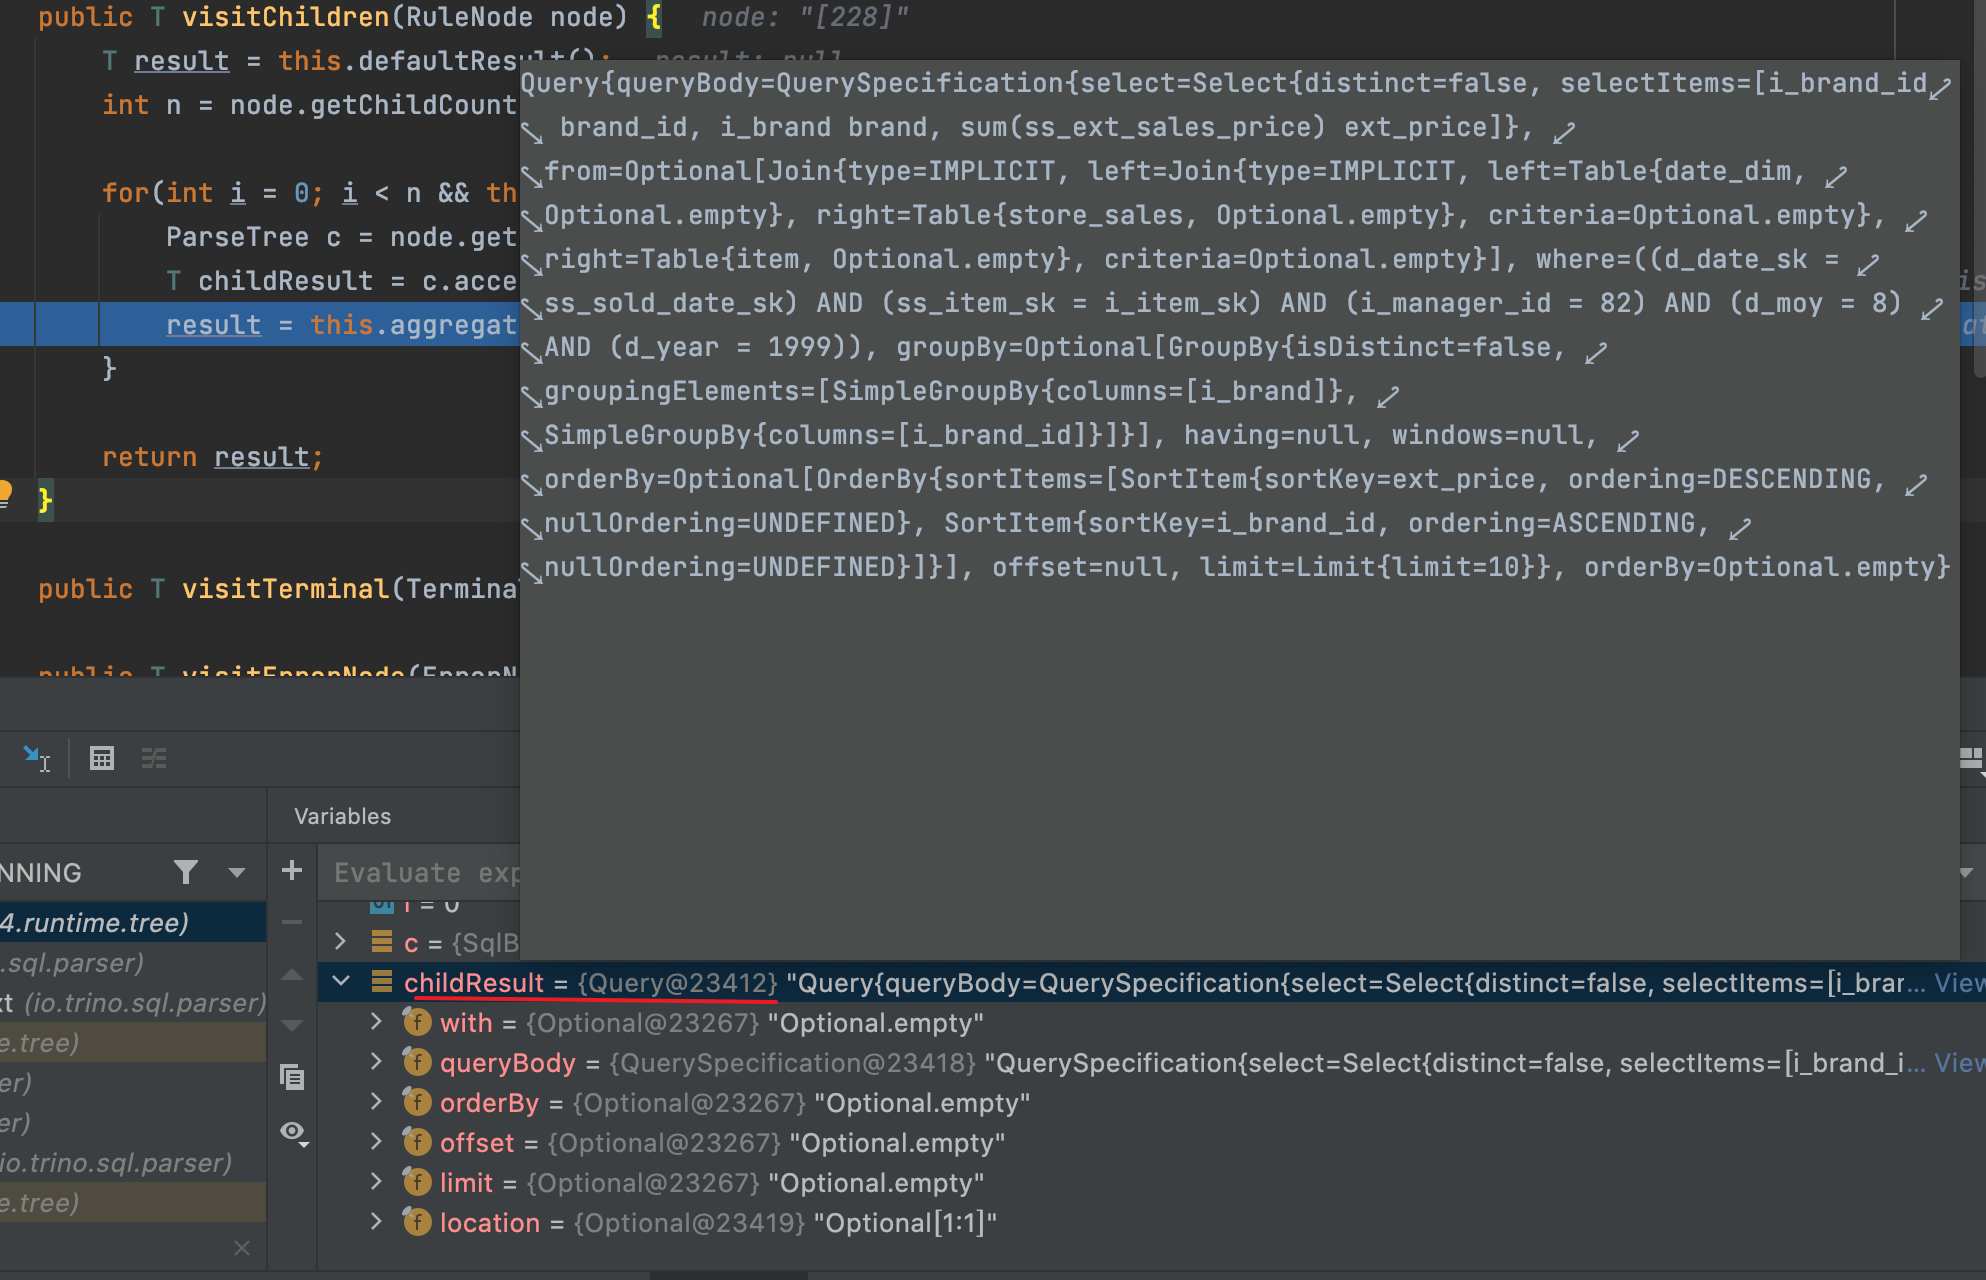 public T visitChildren(RuleNode node) {  node: "[228]"
T result = this.defaultResult();  result: null
int n = node.getChildCount
for(int i = 0; i < n && th
ParseTree c = node.get
T childResult = c.acce
result = this.aggregat
}
return result;
}
public T visitTerminal(Termina
public T visitErrorNode(ErrorN
Query{queryBody=QuerySpecification{select=Select{distinct=false, selectItems=[i_brand_id
brand_id, i_brand brand, sum(ss_ext_sales_price) ext_price]},
from=Optional[Join{type=IMPLICIT, left=Join{type=IMPLICIT, left=Table{date_dim,
Optional.empty}, right=Table{store_sales, Optional.empty}, criteria=Optional.empty},
right=Table{item, Optional.empty}, criteria=Optional.empty}], where=((d_date_sk =
ss_sold_date_sk) AND (ss_item_sk = i_item_sk) AND (i_manager_id = 82) AND (d_moy = 8)
AND (d_year = 1999)), groupBy=Optional[GroupBy{isDistinct=false,
groupingElements=[SimpleGroupBy{columns=[i_brand]},
SimpleGroupBy{columns=[i_brand_id]}]}], having=null, windows=null,
orderBy=Optional[OrderBy{sortItems=[SortItem{sortKey=ext_price, ordering=DESCENDING,
nullOrdering=UNDEFINED}, SortItem{sortKey=i_brand_id, ordering=ASCENDING,
nullOrdering=UNDEFINED}]}], offset=null, limit=Limit{limit=10}}, orderBy=Optional.empty}
is
at
Variables
NNING
Evaluate exp
4.runtime.tree)
.sql.parser)
xt (io.trino.sql.parser)
e.tree)
er)
er)
io.trino.sql.parser)
e.tree)
i = 0
c = {SqlB
childResult = {Query@23412} "Query{queryBody=QuerySpecification{select=Select{distinct=false, selectItems=[i_brar... View
with = {Optional@23267} "Optional.empty"
queryBody = {QuerySpecification@23418} "QuerySpecification{select=Select{distinct=false, selectItems=[i_brand_i... View
orderBy = {Optional@23267} "Optional.empty"
offset = {Optional@23267} "Optional.empty"
limit = {Optional@23267} "Optional.empty"
location = {Optional@23419} "Optional[1:1]"